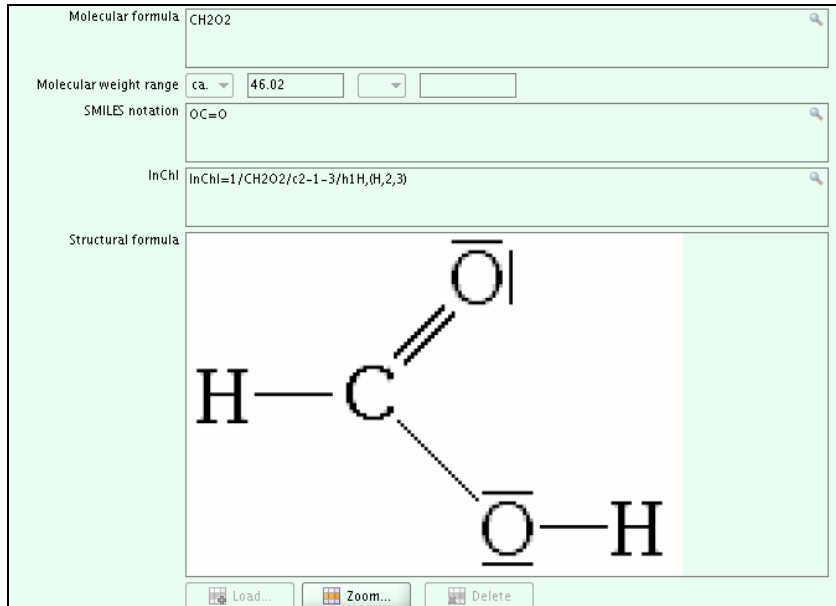 Molecular formula CH2O2
Molecular weight range ca. 46.02
SMILES notation OC=O
InChI InChI=1/CH2O2/c2-1-3/h1H,(H,2,3)
Structural formula
O
H C
O H
Load... Zoom... Delete